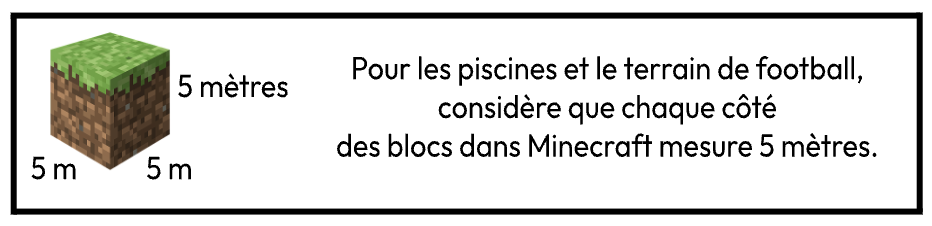 Pour les piscines et le terrain de football,
5 mètres
considère que chaque côté
des blocs dans Minecraft mesure 5 mètres.
5 m 5 m